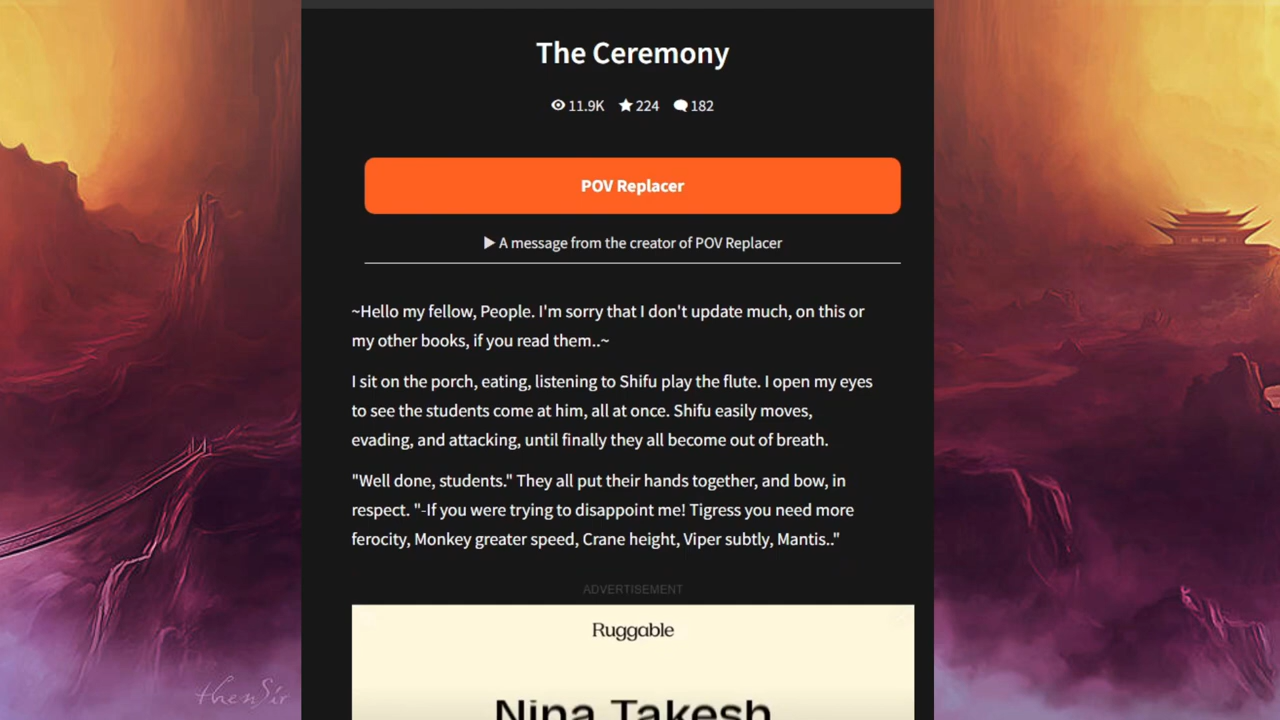 The Ceremony
11.9K 224 182
POV Replacer
▶ A message from the creator of POV Replacer
~Hello my fellow, People. I'm sorry that I don't update much, on this or
my other books, if you read them..~
I sit on the porch, eating, listening to Shifu play the flute. I open my eyes
to see the students come at him, all at once. Shifu easily moves,
evading, and attacking, until finally they all become out of breath.
"Well done, students." They all put their hands together, and bow, in
respect. "-If you were trying to disappoint me! Tigress you need more
ferocity, Monkey greater speed, Crane height, Viper subtly, Mantis.."
ADVERTISEMENT
Ruggable
Nina Takesh
thenSir